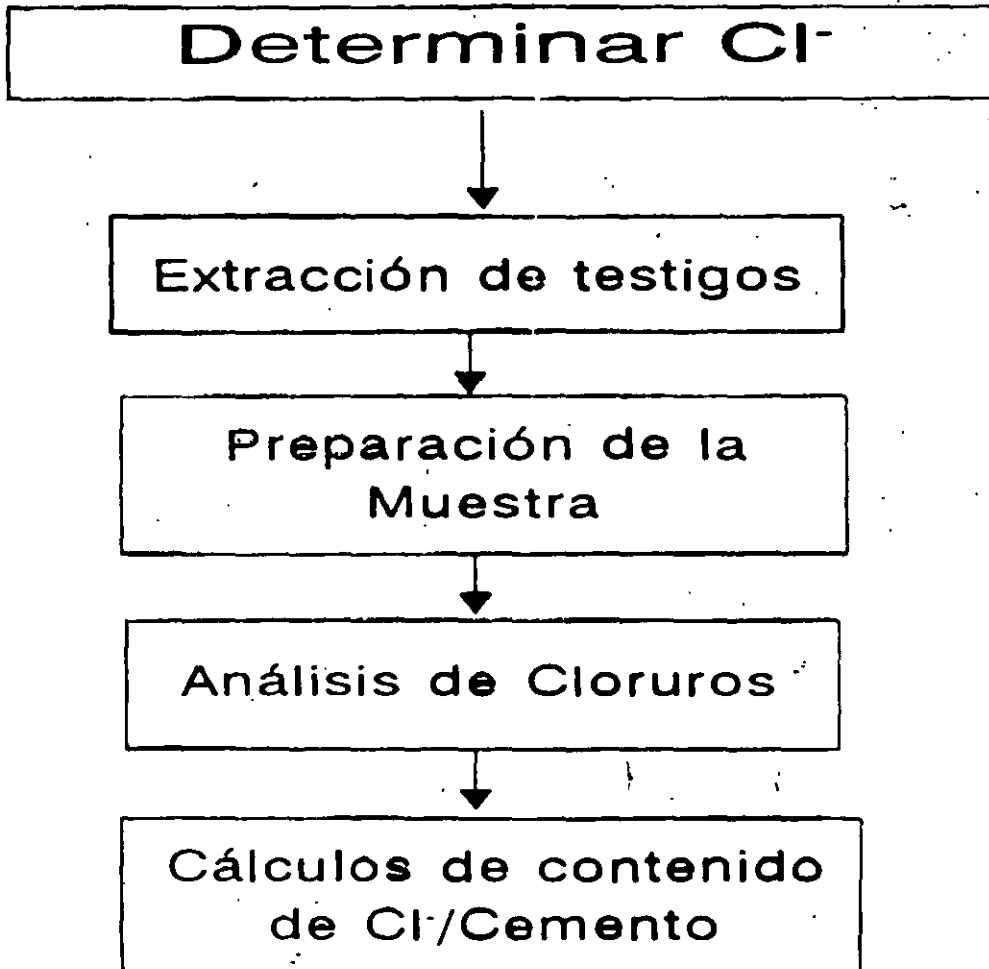 Determinar Cl⁻
Extracción de testigos
Preparación de la
Muestra
Análisis de Cloruros
Cálculos de contenido
de Cl⁻/Cemento